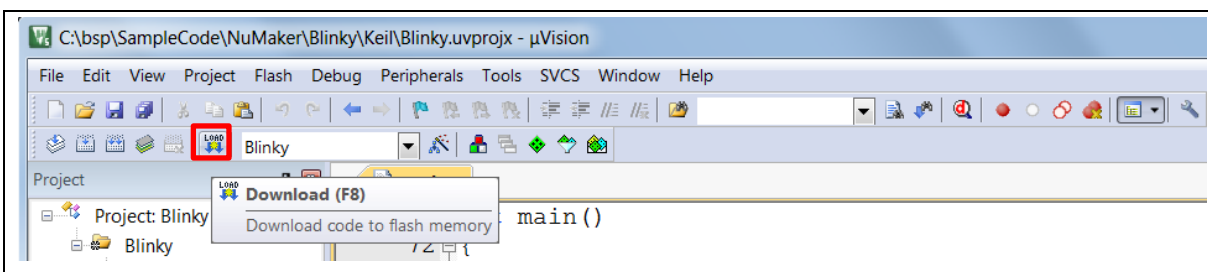 C:\bsp\SampleCode\NuMaker\Blinky\Keil\Blinky.uvprojx - µVision
File Edit View Project Flash Debug Peripherals Tools SVCS Window Help
LOAD Blinky
Project
LOAD Download (F8)
Project: Blinky Download code to flash memory main()
Blinky 72 {